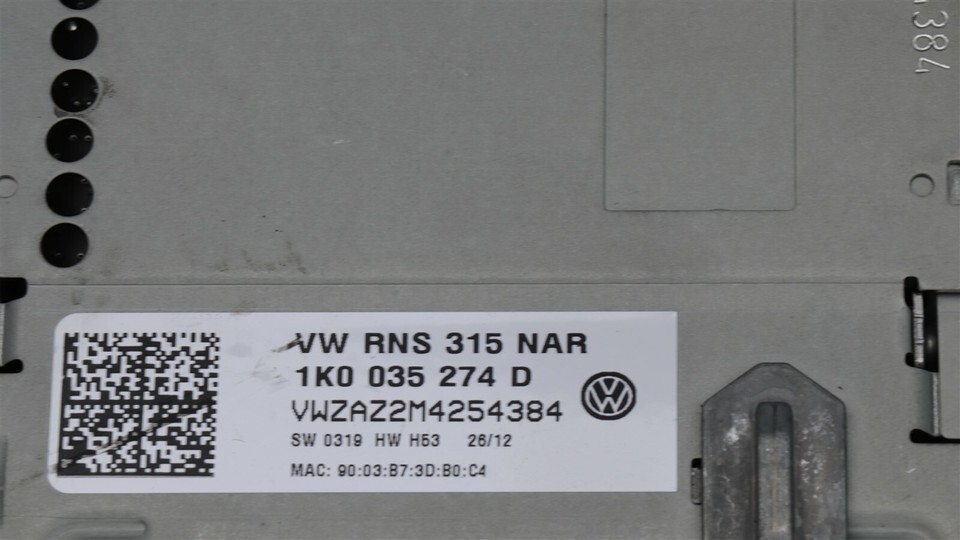 384
VW RNS 315 NAR
1K0 035 274 D
VWZAZ2M4254384
SW 0319 HW H53 26/12
MAC: 90:03:B7:3D:B0:C4